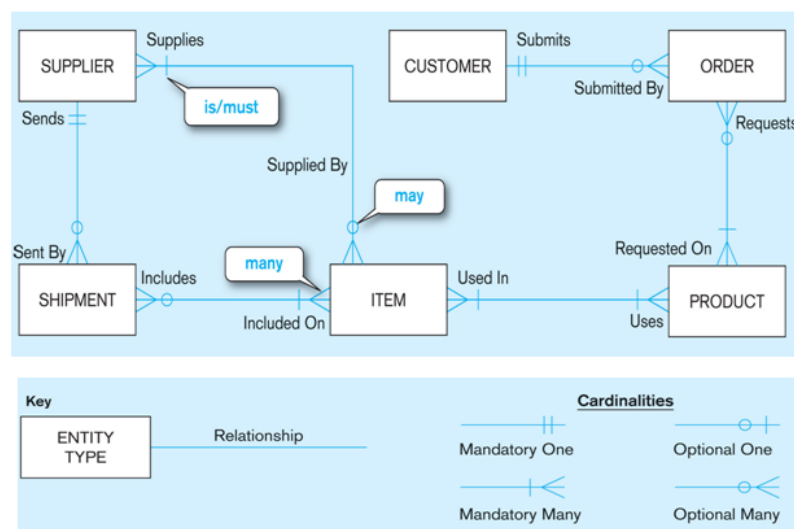 Supplies
Submits
SUPPLIER
CUSTOMER
ORDER
Submitted By
is/must
Sends
Requests
Supplied By
may
Sent By
many
Requested On
Includes
Used In
SHIPMENT
ITEM
PRODUCT
Included On
Uses
Key
Cardinalities
ENTITY
TYPE
Relationship
Mandatory One
Optional One
Mandatory Many
Optional Many